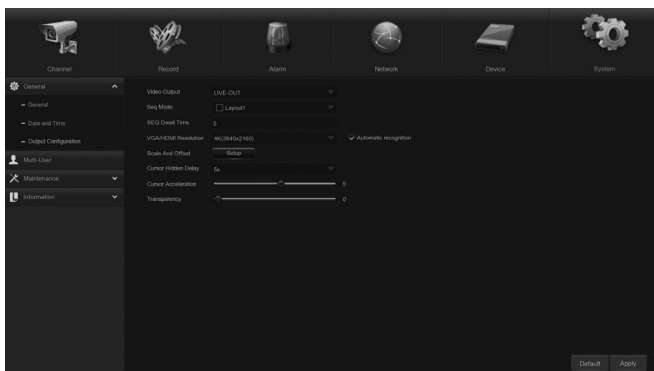 Channel
Record
Alarm
Network
Device
System
General
General
Date and Time
Output Configuration
Multi-User
Maintenance
Information
Video Output LIVE-OUT
Seq Mode Layout1
SEQ Dwell Time 5
VGA/HDMI Resolution 4K(3840x2160) Automatic recognition
Scale And Offset Setup
Cursor Hidden Delay 5s
Cursor Acceleration 5
Transparency 0
Default Apply